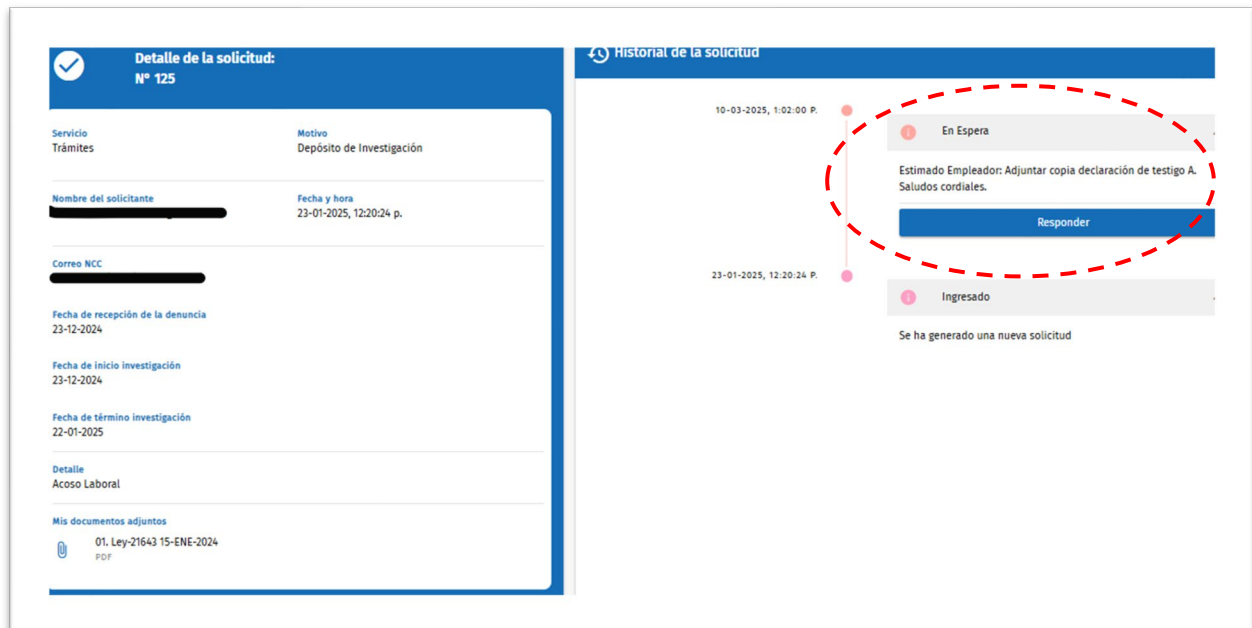 Detalle de la solicitud:
N° 125
Servicio
Trámites
Motivo
Depósito de Investigación
Nombre del solicitante
Fecha y hora
23-01-2025, 12:20:24 p.
Correo NCC
Fecha de recepción de la denuncia
23-12-2024
Fecha de inicio investigación
23-12-2024
Fecha de término investigación
22-01-2025
Detalle
Acoso Laboral
Mis documentos adjuntos
01. Ley-21643 15-ENE-2024
PDF
Historial de la solicitud
10-03-2025, 1:02:00 P.
En Espera
Estimado Empleador: Adjuntar copia declaración de testigo A.
Saludos cordiales.
Responder
23-01-2025, 12:20:24 P.
Ingresado
Se ha generado una nueva solicitud